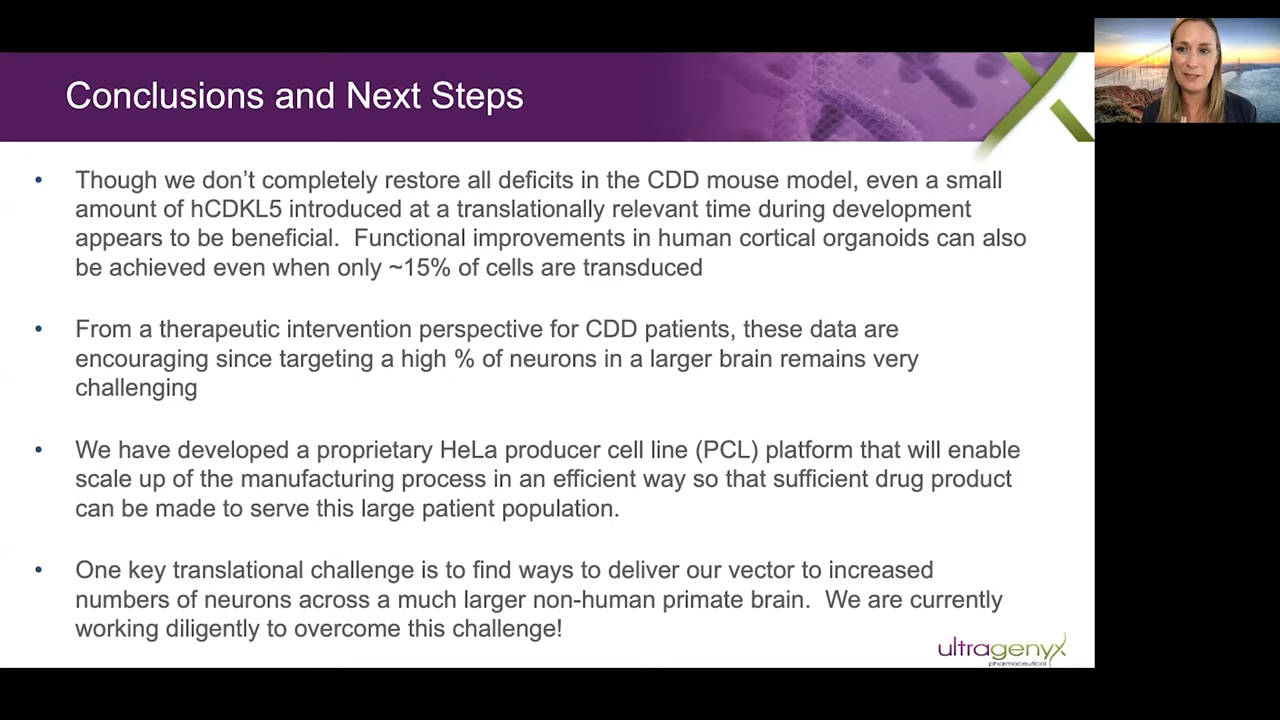 Conclusions and Next Steps
• Though we don't completely restore all deficits in the CDD mouse model, even a small
amount of hCDKL5 introduced at a translationally relevant time during development
appears to be beneficial.  Functional improvements in human cortical organoids can also
be achieved even when only ~15% of cells are transduced
• From a therapeutic intervention perspective for CDD patients, these data are
encouraging since targeting a high % of neurons in a larger brain remains very
challenging
• We have developed a proprietary HeLa producer cell line (PCL) platform that will enable
scale up of the manufacturing process in an efficient way so that sufficient drug product
can be made to serve this large patient population.
• One key translational challenge is to find ways to deliver our vector to increased
numbers of neurons across a much larger non-human primate brain.  We are currently
working diligently to overcome this challenge!
ultragenyx
pharmaceutical